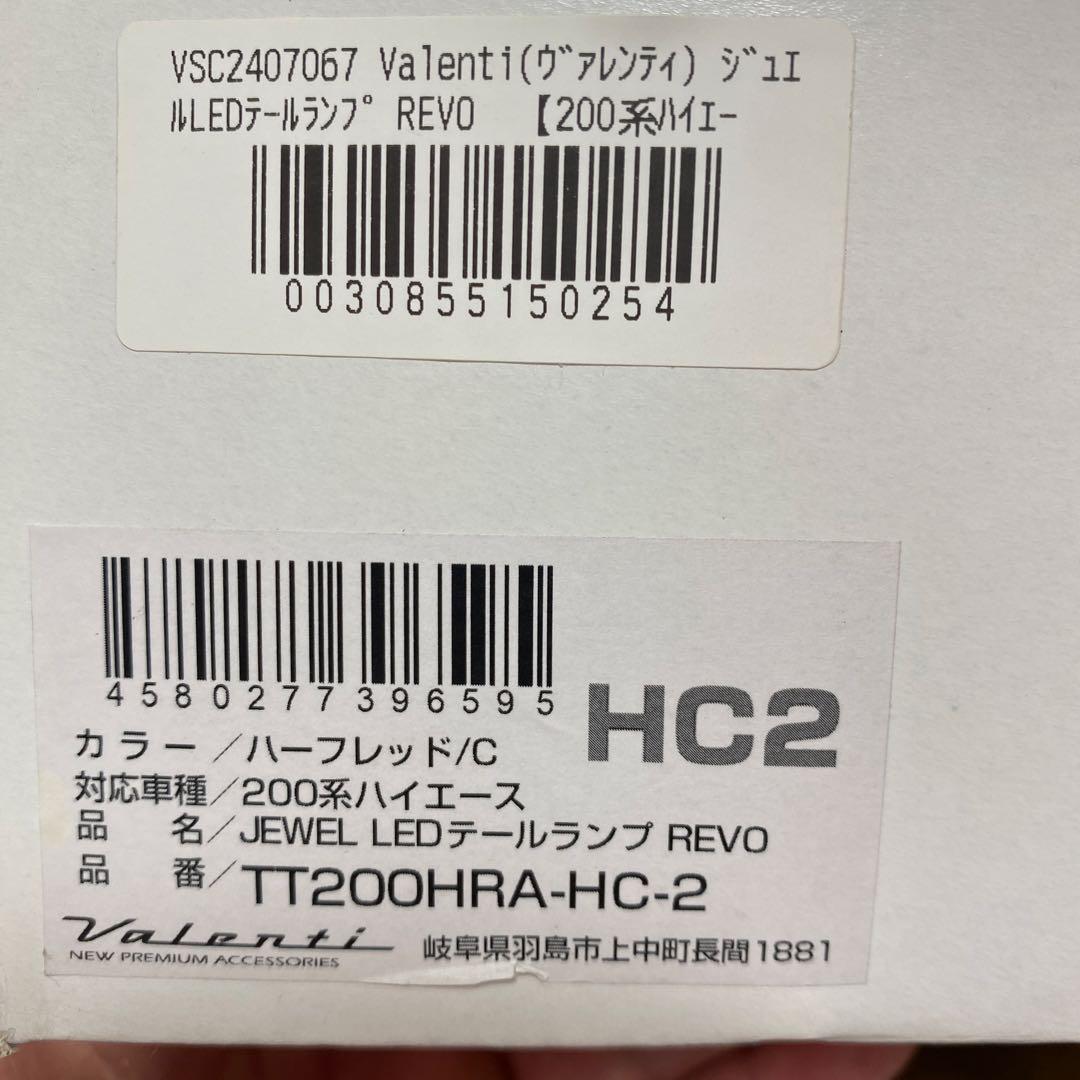 VSC2407067 Valenti(ヴァレンティ) ジュエ
ルLEDテールランプ REVO 【200系ハイエー
0030855150254
4580277396595
HC2
カラー／ハーフレッド/C
対応車種／200系ハイエース
品 名／JEWEL LEDテールランプ REVO
品 番／TT200HRA-HC-2
Valenti
NEW PREMIUM ACCESSORIES
岐阜県羽島市上中町長間1881